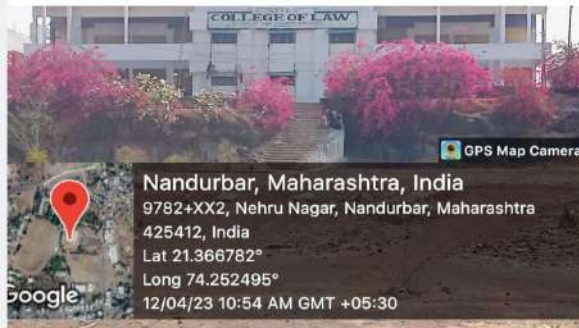 COLLEGE OF LAW
GPS Map Camera
Nandurbar, Maharashtra, India
9782+XX2, Nehru Nagar, Nandurbar, Maharashtra
425412, India
Lat 21.366782°
Long 74.252495°
12/04/23 10:54 AM GMT +05:30
Google